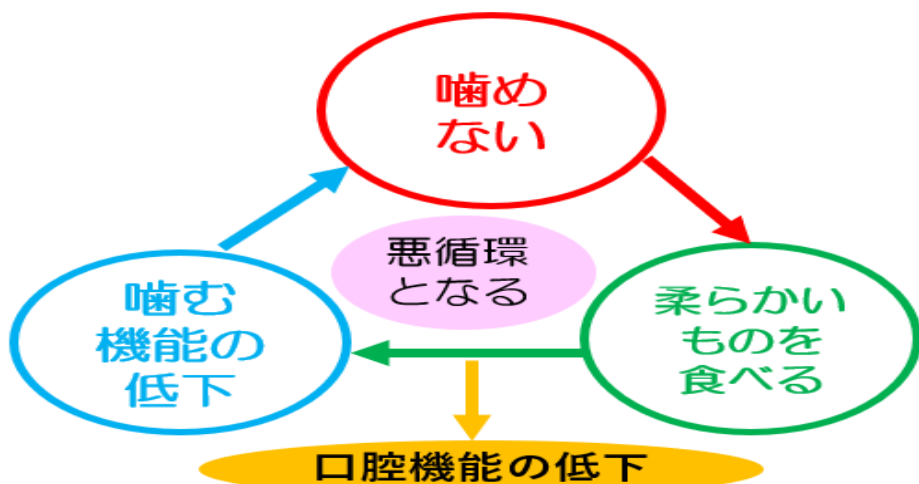 噛め
ない
悪循環
となる
噛む
機能の
低下
柔らかい
ものを
食べる
口腔機能の低下